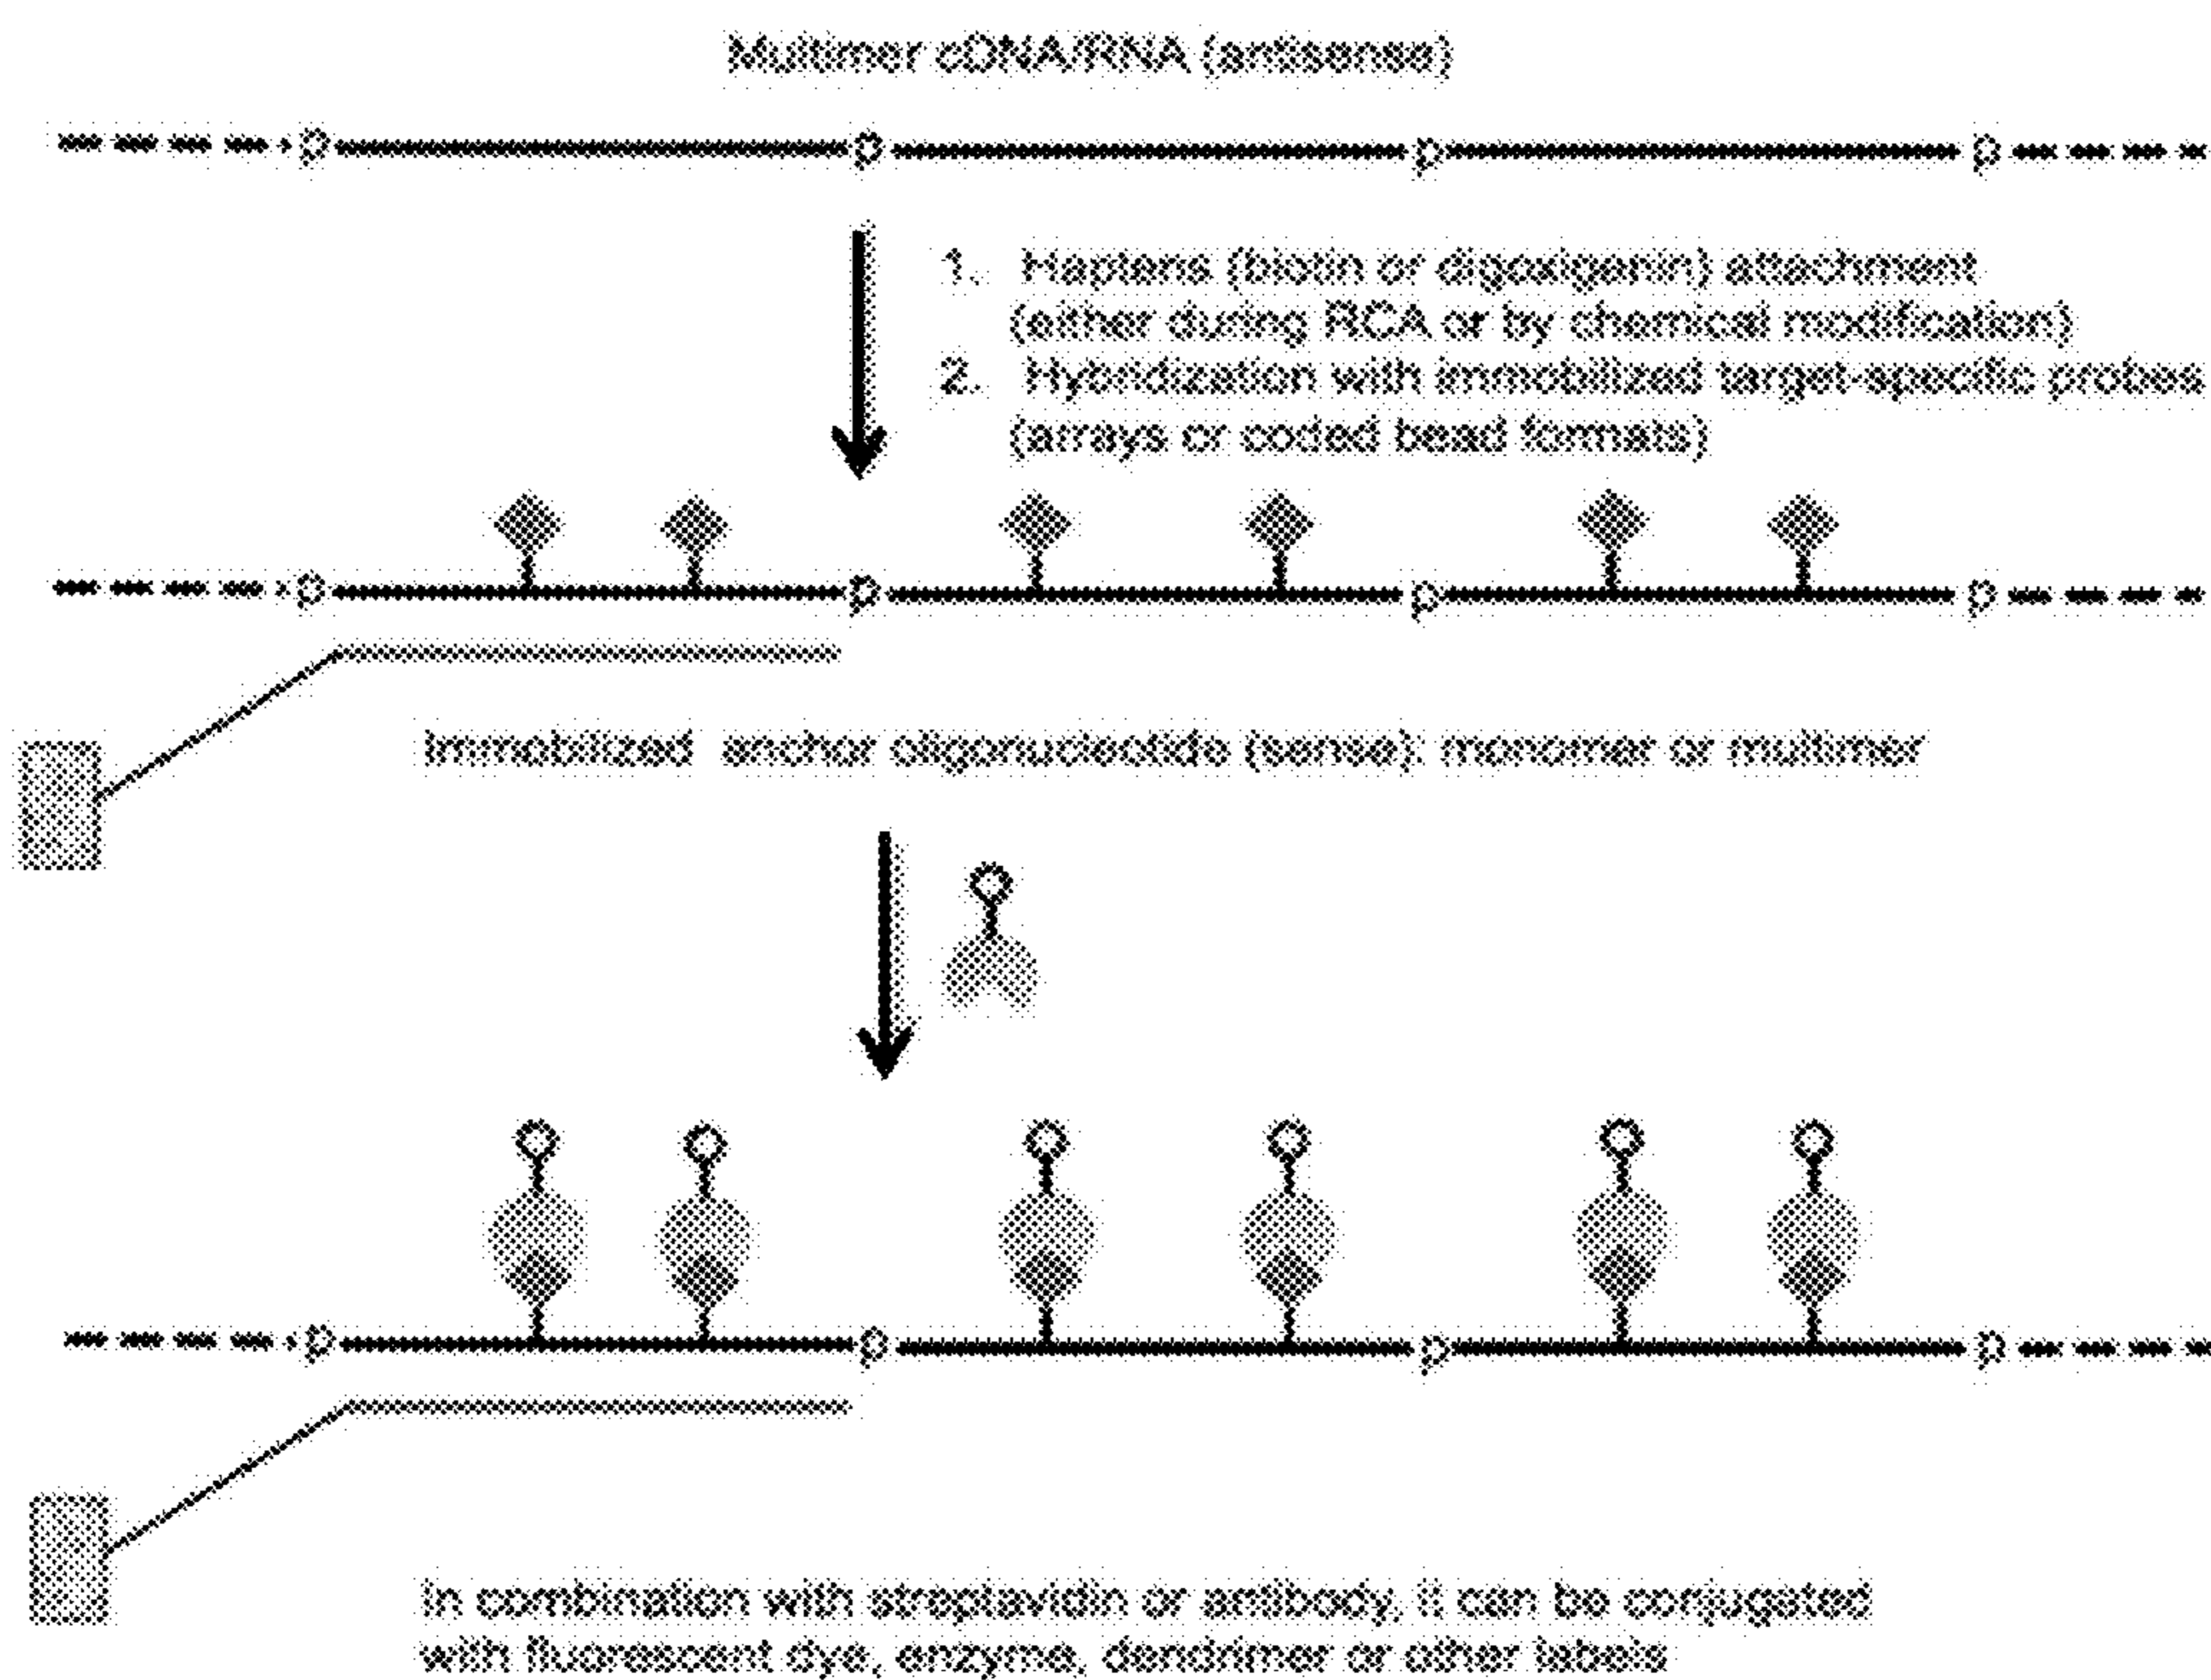 Multimer cDNA/RNA (antisense)
p p p p
1. Haptens (biotin or digoxigenin) attachment
(either during RCA or by chemical modification)
2. Hybridization with immobilized target-specific probes
(arrays or coded bead formats)
p p p p
Immobilized anchor oligonucleotide (sense): monomer or multimer
p p p p
In combination with streptavidin or antibody, it can be conjugated
with fluorescent dye, enzyme, dendrimer or other labels